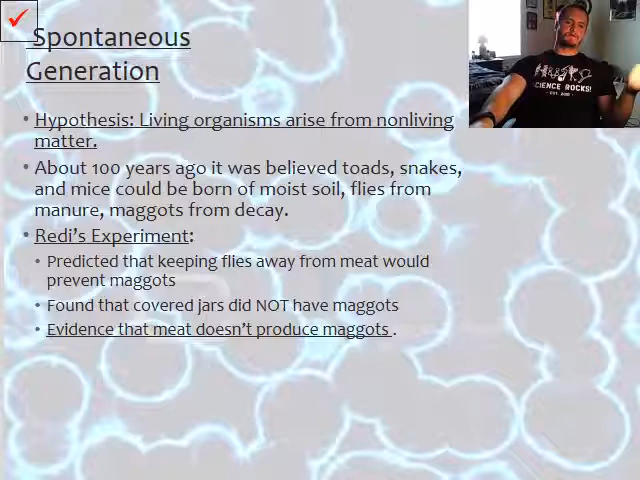 Spontaneous
Generation
• Hypothesis: Living organisms arise from nonliving
matter.
• About 100 years ago it was believed toads, snakes,
and mice could be born of moist soil, flies from
manure, maggots from decay.
• Redi's Experiment:
• Predicted that keeping flies away from meat would
prevent maggots
• Found that covered jars did NOT have maggots
• Evidence that meat doesn't produce maggots .
SCIENCE ROCKS!